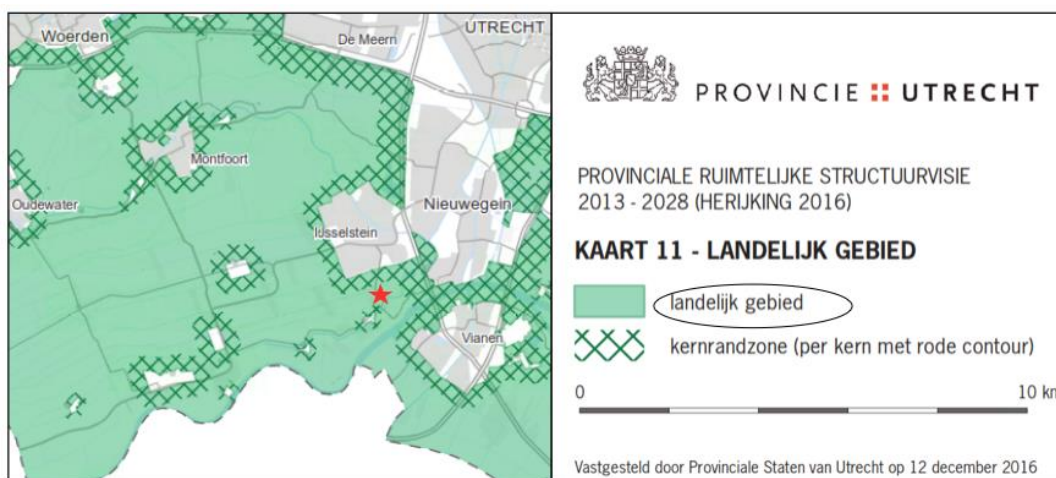 Woerden
De Meern
UTRECHT
Montfoort
Oudewater
IJsselstein
Nieuwegein
Vianen
PROVINCIE UTRECHT
PROVINCIALE RUIMTELIJKE STRUCTUURVISIE
2013 - 2028 (HERIJKING 2016)
KAART 11 - LANDELIJK GEBIED
landelijk gebied
kernrandzone (per kern met rode contour)
0 10 km
Vastgesteld door Provinciale Staten van Utrecht op 12 december 2016